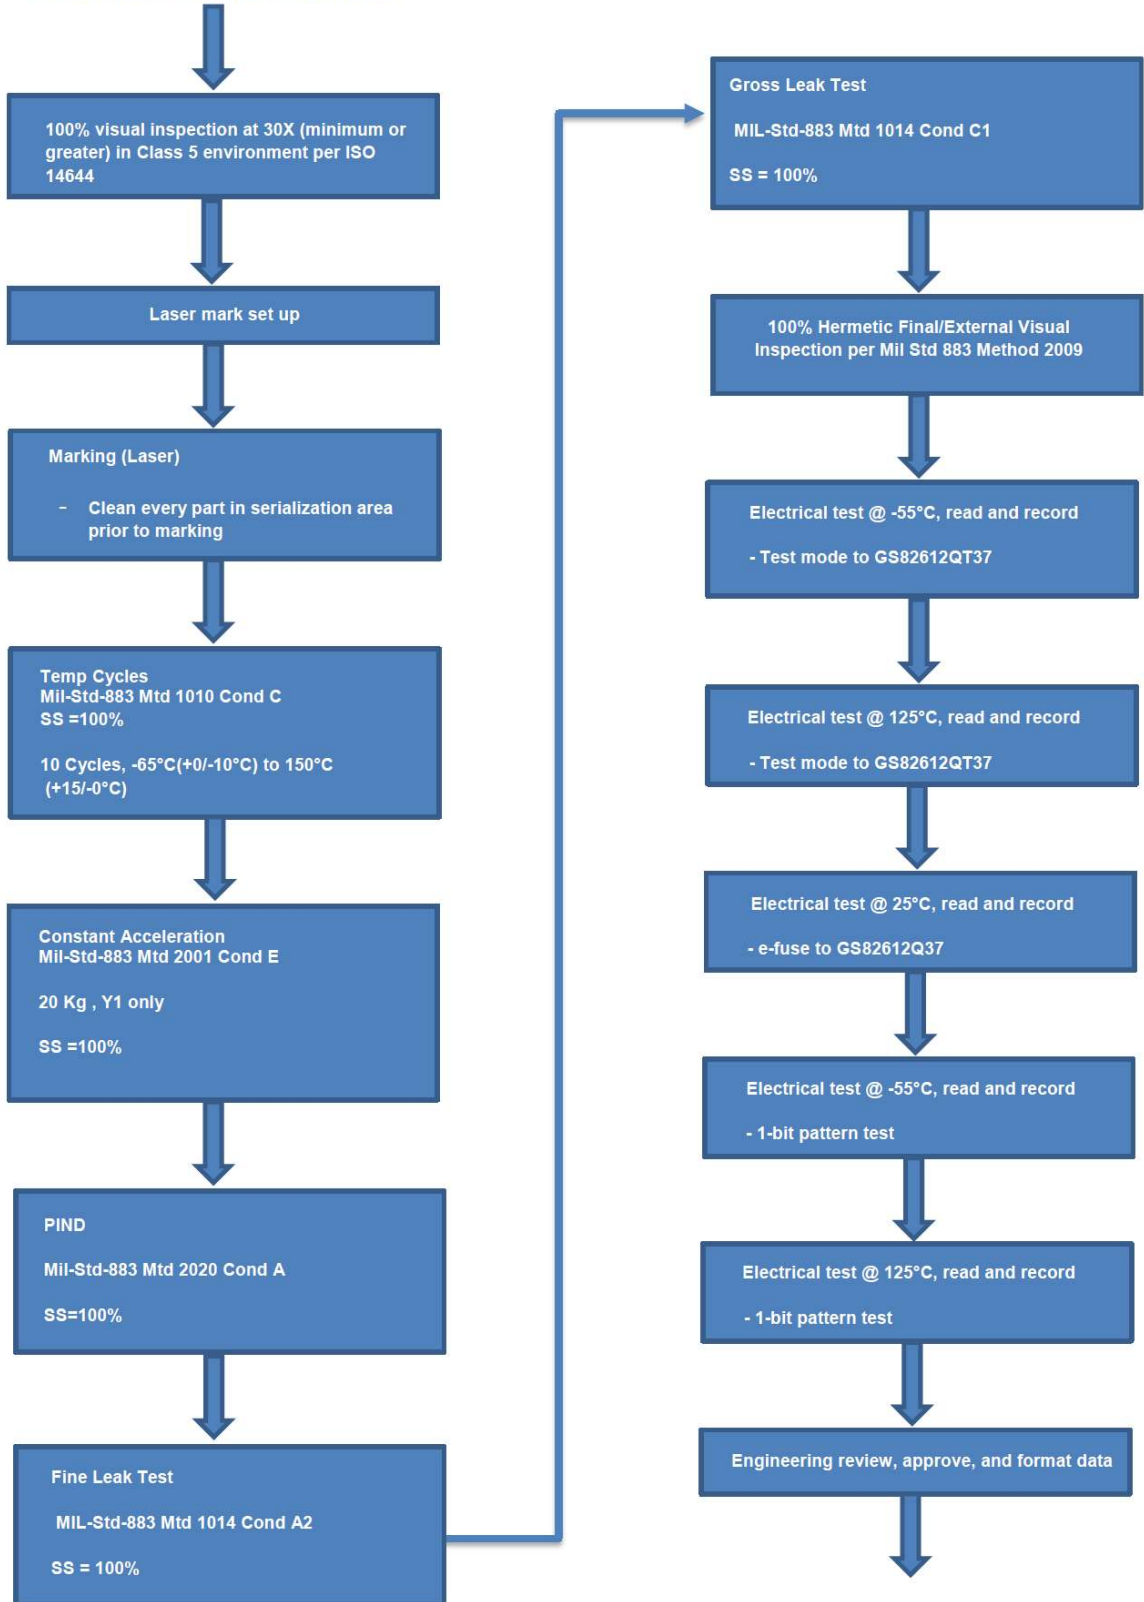 100% visual inspection at 30X (minimum or
greater) in Class 5 environment per ISO
14644
Laser mark set up
Marking (Laser)
- Clean every part in serialization area
prior to marking
Temp Cycles
Mil-Std-883 Mtd 1010 Cond C
SS =100%
10 Cycles, -65°C(+0/-10°C) to 150°C
(+15/-0°C)
Constant Acceleration
Mil-Std-883 Mtd 2001 Cond E
20 Kg , Y1 only
SS =100%
PIND
Mil-Std-883 Mtd 2020 Cond A
SS=100%
Fine Leak Test
MIL-Std-883 Mtd 1014 Cond A2
SS = 100%
Gross Leak Test
MIL-Std-883 Mtd 1014 Cond C1
SS = 100%
100% Hermetic Final/External Visual
Inspection per Mil Std 883 Method 2009
Electrical test @ -55°C, read and record
- Test mode to GS82612QT37
Electrical test @ 125°C, read and record
- Test mode to GS82612QT37
Electrical test @ 25°C, read and record
- e-fuse to GS82612Q37
Electrical test @ -55°C, read and record
- 1-bit pattern test
Electrical test @ 125°C, read and record
- 1-bit pattern test
Engineering review, approve, and format data